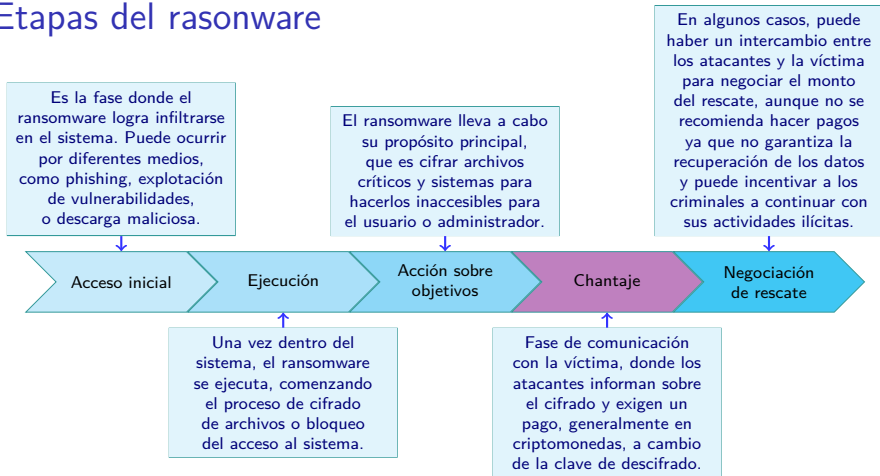 Etapas del rasonware
Es la fase donde el
ransomware logra infiltrarse
en el sistema. Puede ocurrir
por diferentes medios,
como phishing, explotación
de vulnerabilidades,
o descarga maliciosa.
El ransomware lleva a cabo
su propósito principal,
que es cifrar archivos
críticos y sistemas para
hacerlos inaccesibles para
el usuario o administrador.
En algunos casos, puede
haber un intercambio entre
los atacantes y la víctima
para negociar el monto
del rescate, aunque no se
recomienda hacer pagos
ya que no garantiza la
recuperación de los datos
y puede incentivar a los
criminales a continuar con
sus actividades ilícitas.
Acceso inicial
Ejecución
Acción sobre
objetivos
Chantaje
Negociación
de rescate
Una vez dentro del
sistema, el ransomware
se ejecuta, comenzando
el proceso de cifrado
de archivos o bloqueo
del acceso al sistema.
Fase de comunicación
con la víctima, donde los
atacantes informan sobre
el cifrado y exigen un
pago, generalmente en
criptomonedas, a cambio
de la clave de descifrado.